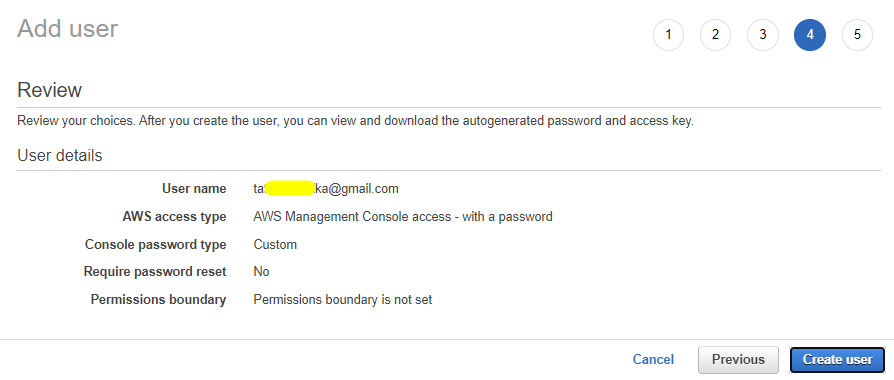 Add user
1 2 3 4 5
Review
Review your choices. After you create the user, you can view and download the autogenerated password and access key.
User details
User name ta ka@gmail.com
AWS access type AWS Management Console access - with a password
Console password type Custom
Require password reset No
Permissions boundary Permissions boundary is not set
Cancel Previous Create user